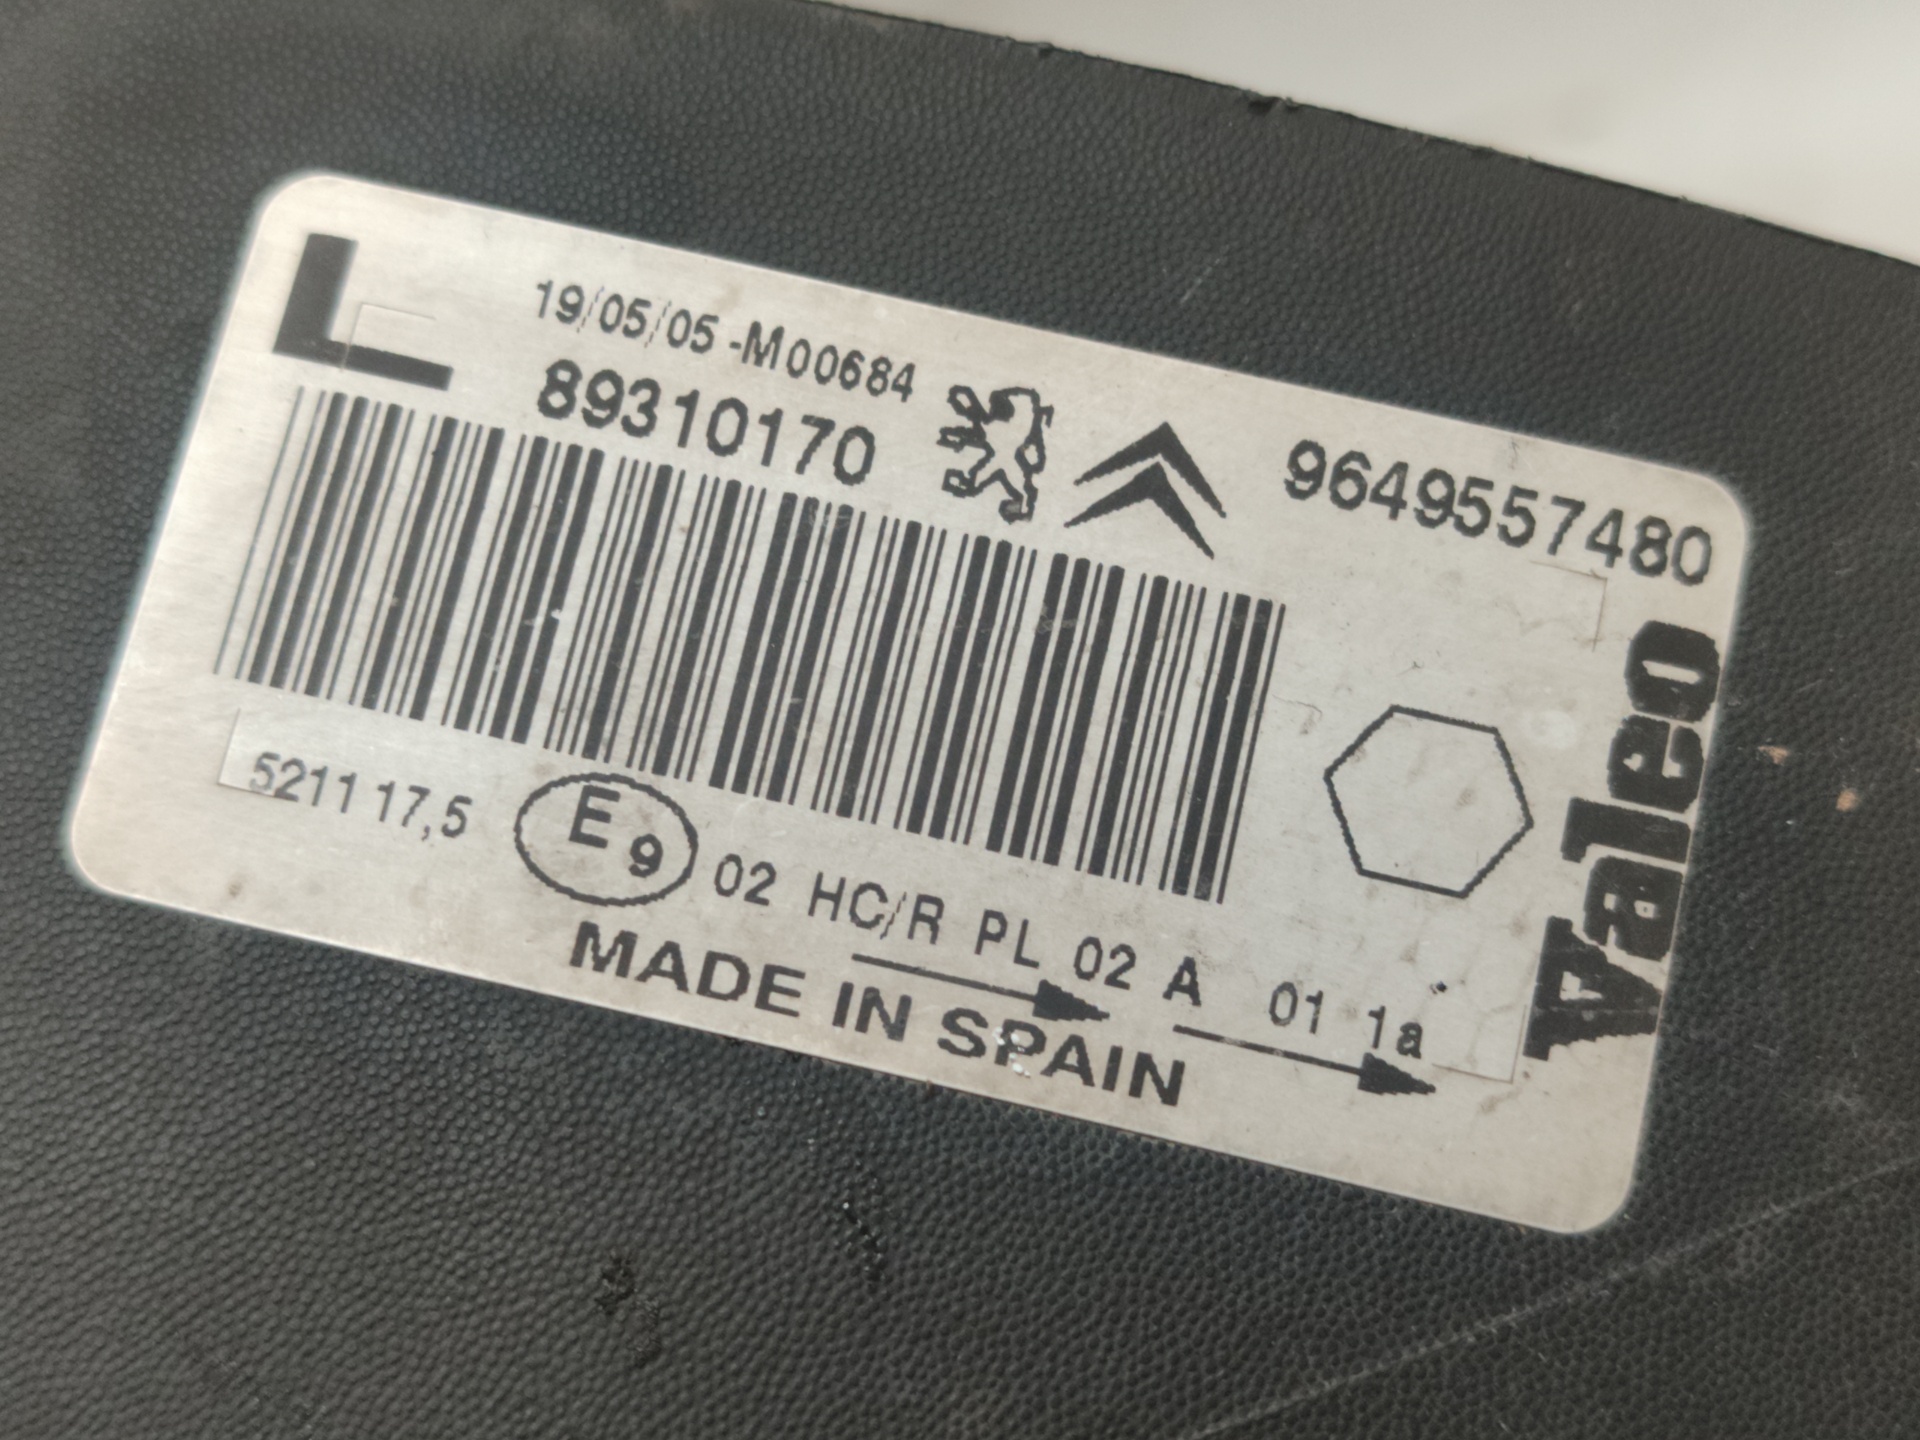 L
19/05/05 -M00684
89310170
9649557480
Valeo
5211 17,5
E9 02 HC/R PL 02 A 01 1a
MADE IN SPAIN